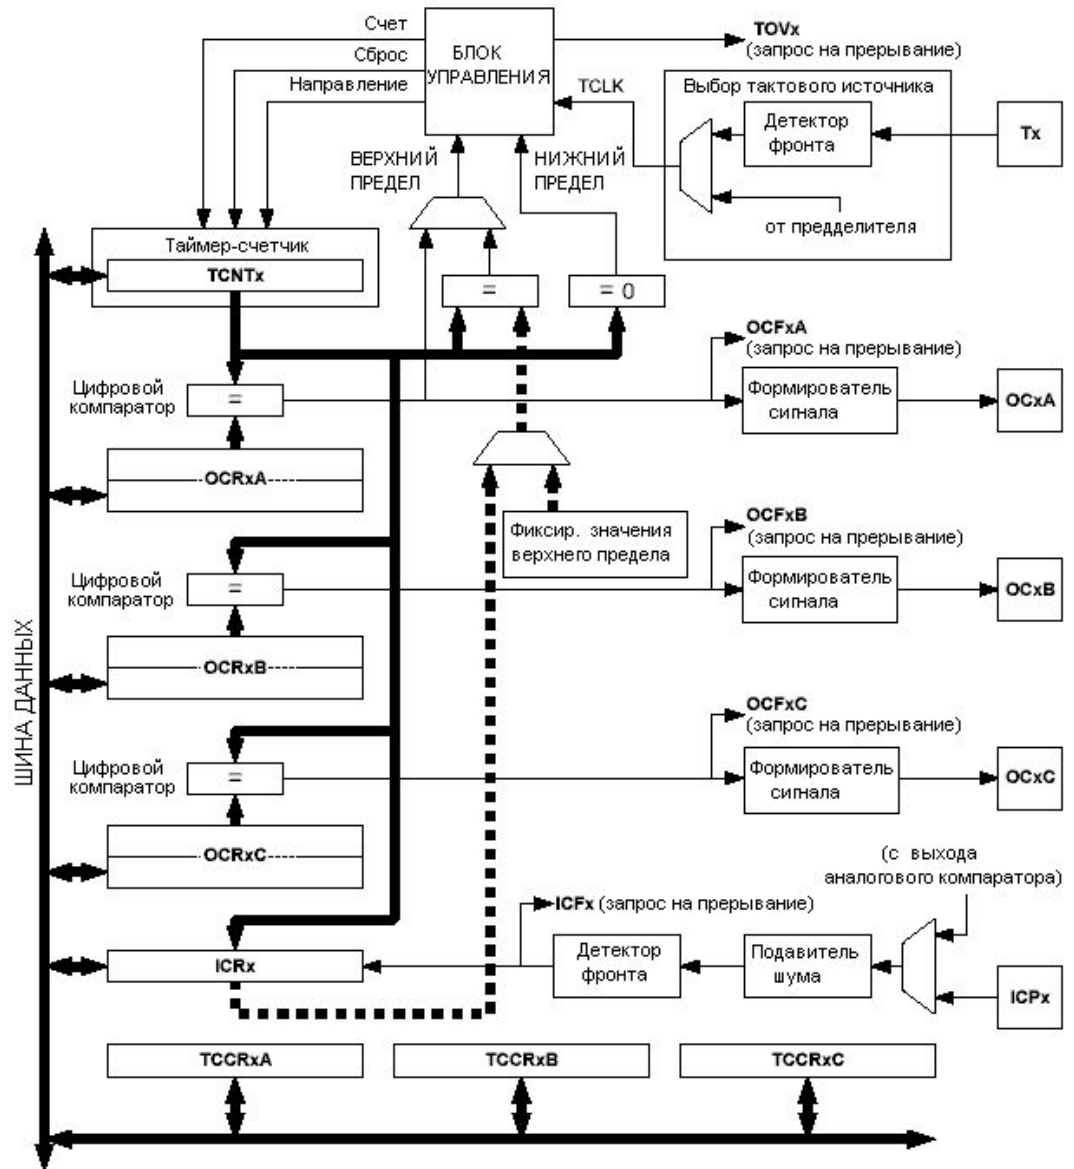 Счет
Сброс
Направление
БЛОК
УПРАВЛЕНИЯ
TOVx
(запрос на прерывание)
TCLK
Выбор тактового источника
Детектор
фронта
Tx
от предделителя
ВЕРХНИЙ
ПРЕДЕЛ
НИЖНИЙ
ПРЕДЕЛ
Таймер-счетчик
TCNTx
=
= 0
OCFxA
(запрос на прерывание)
Цифровой
компаратор
=
Формирователь
сигнала
OCxA
OCRxA
Фиксир. значения
верхнего предела
OCFxB
(запрос на прерывание)
Цифровой
компаратор
=
Формирователь
сигнала
OCxB
OCRxB
ШИНА ДАННЫХ
OCFxC
(запрос на прерывание)
Цифровой
компаратор
=
Формирователь
сигнала
OCxC
OCRxC
(с выхода
аналогового компаратора)
ICFx (запрос на прерывание)
ICRx
Детектор
фронта
Подавитель
шума
ICPx
TCCRxA
TCCRxB
TCCRxC